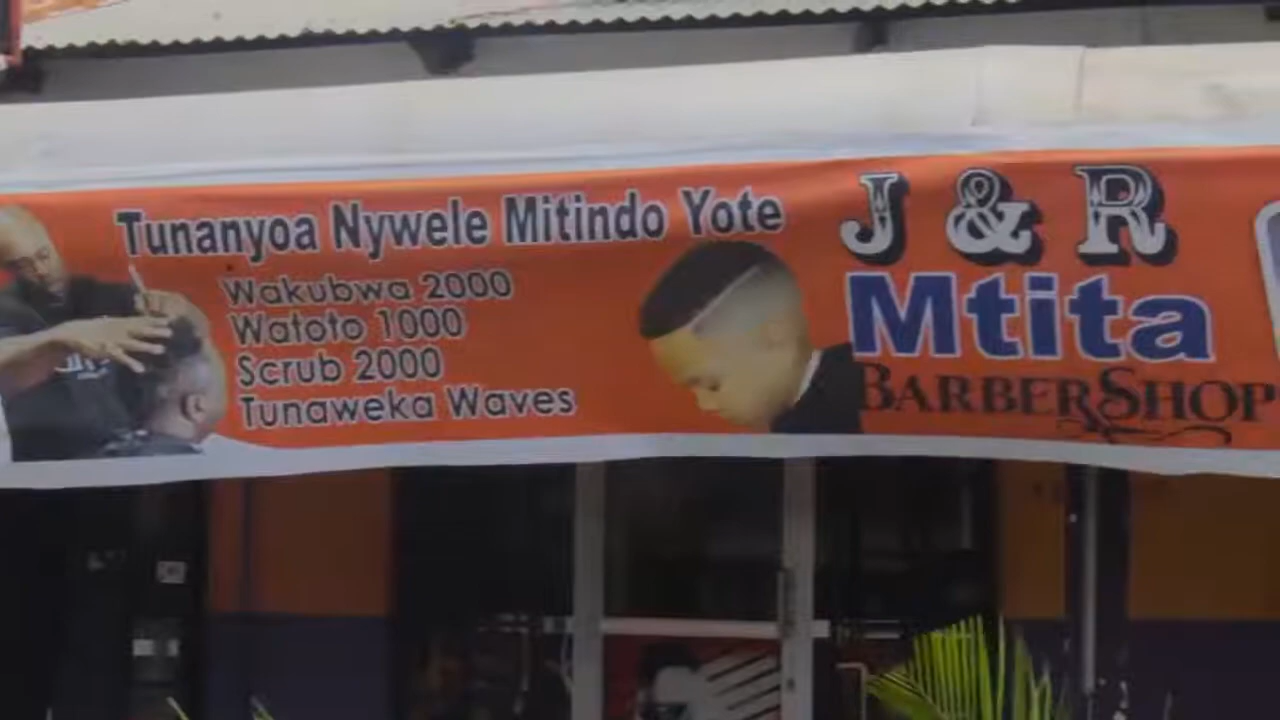 Tunanyoa Nywele Mitindo Yote
Wakubwa 2000
Watoto 1000
Scrub 2000
Tunaweka Waves
J & R
Mtita
BARBERSHOP